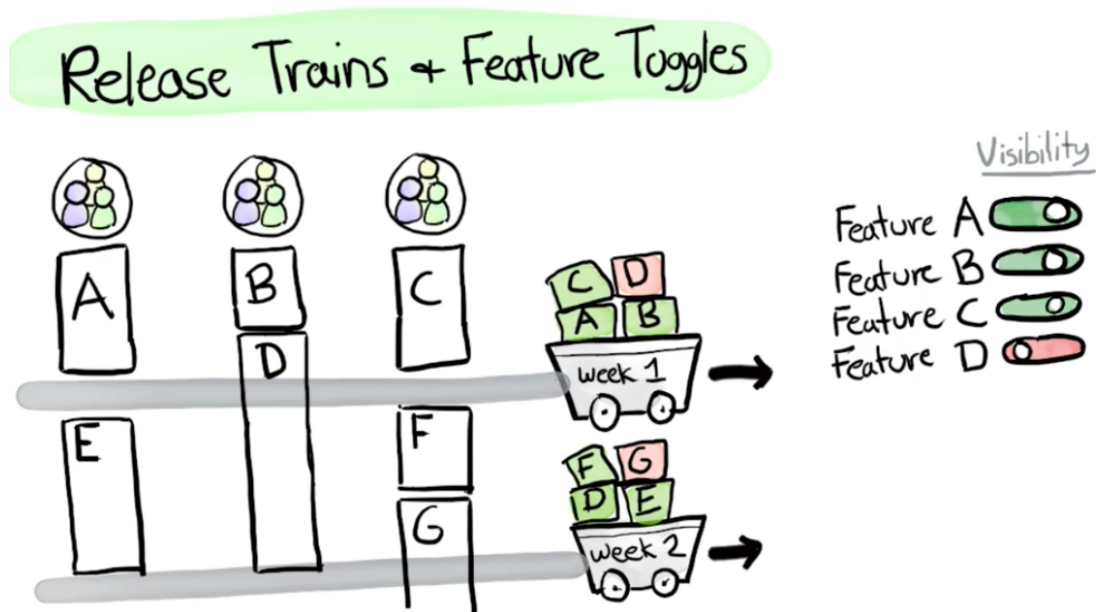 Release Trains + Feature Toggles
Visibility
Feature A
Feature B
Feature C
Feature D
A
B
C
D
E
F
G
C D
A B
week 1
F G
D E
week 2